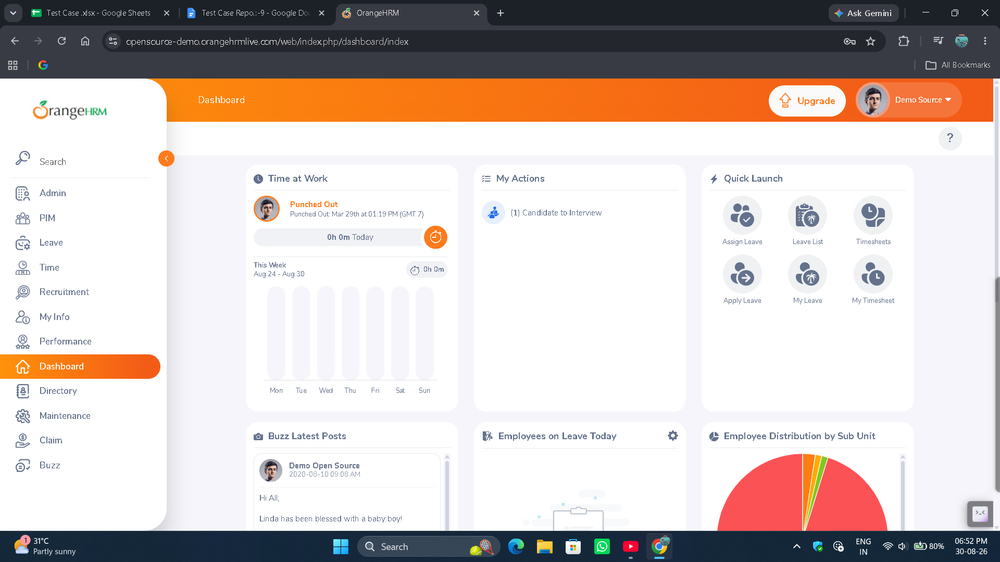 Test Case .xlsx - Google Sheets
Test Case Repo.:-9 - Google Doc
OrangeHRM
Ask Gemini
opensource-demo.orangehrmlive.com/web/index.php/dashboard/index
All Bookmarks
OrangeHRM
Dashboard
Upgrade
Demo Source
?
Search
Admin
PIM
Leave
Time
Recruitment
My Info
Performance
Dashboard
Directory
Maintenance
Claim
Buzz
Time at Work
Punched Out
Punched Out: Mar 29th at 01:19 PM (GMT 7)
0h 0m Today
This Week
Aug 24 - Aug 30
0h 0m
Mon Tue Wed Thu Fri Sat Sun
My Actions
(1) Candidate to Interview
Quick Launch
Assign Leave
Leave List
Timesheets
Apply Leave
My Leave
My Timesheet
Buzz Latest Posts
Demo Open Source
2020-08-10 09:08 AM
Hi All;
Linda has been blessed with a baby boy!
Employees on Leave Today
Employee Distribution by Sub Unit
1
31°C
Partly sunny
Search
ENG
IN
80%
06:52 PM
30-08-26